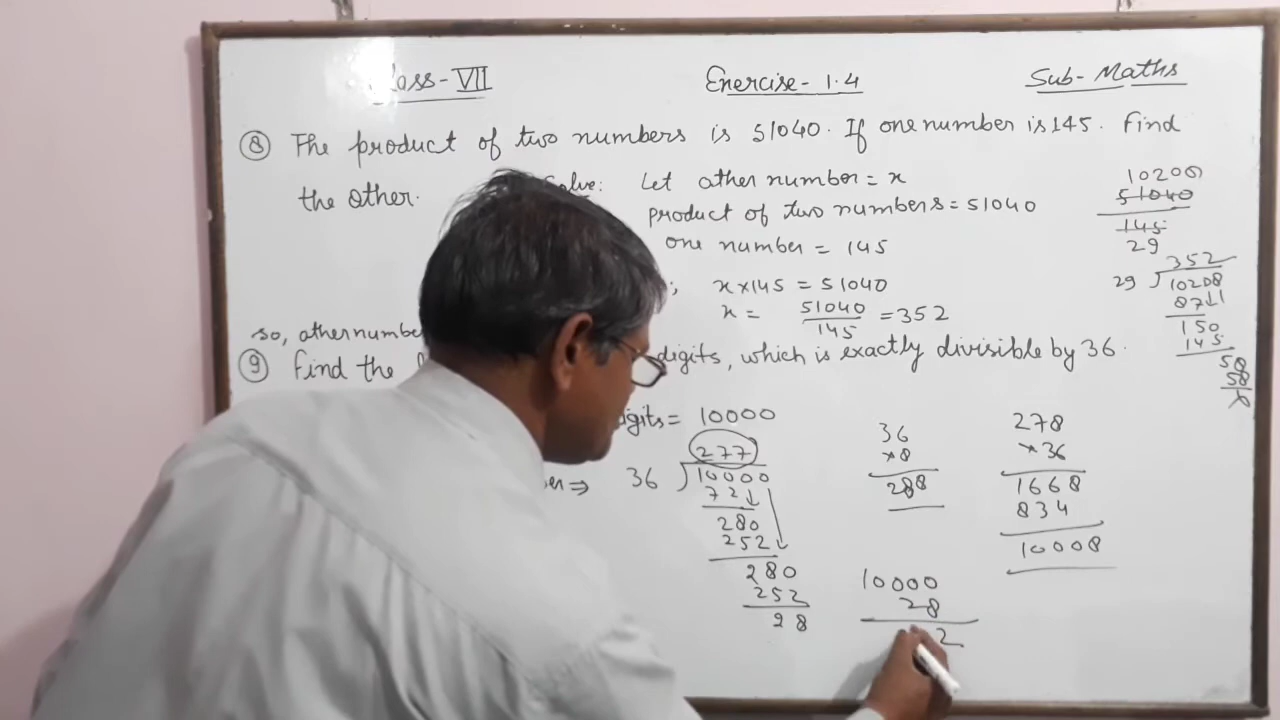 Class-VII
Exercise-1.4
Sub-Maths
⑧ The product of two numbers is 51040. If one number is 145. Find
the other.
Solve: Let other number = x
product of two numbers = 51040
one number = 145
x×145 = 51040
x = 51040/145 = 352
so, other number
10200
51040
145
29
352
29 ) 10208
87
150
145
58
58
x
⑨ Find the digits, which is exactly divisible by 36.
digits = 10000
277
36 ) 10000
72
280
252
280
252
28
36
×8
288
278
×36
1668
834
10008
10000
28
2